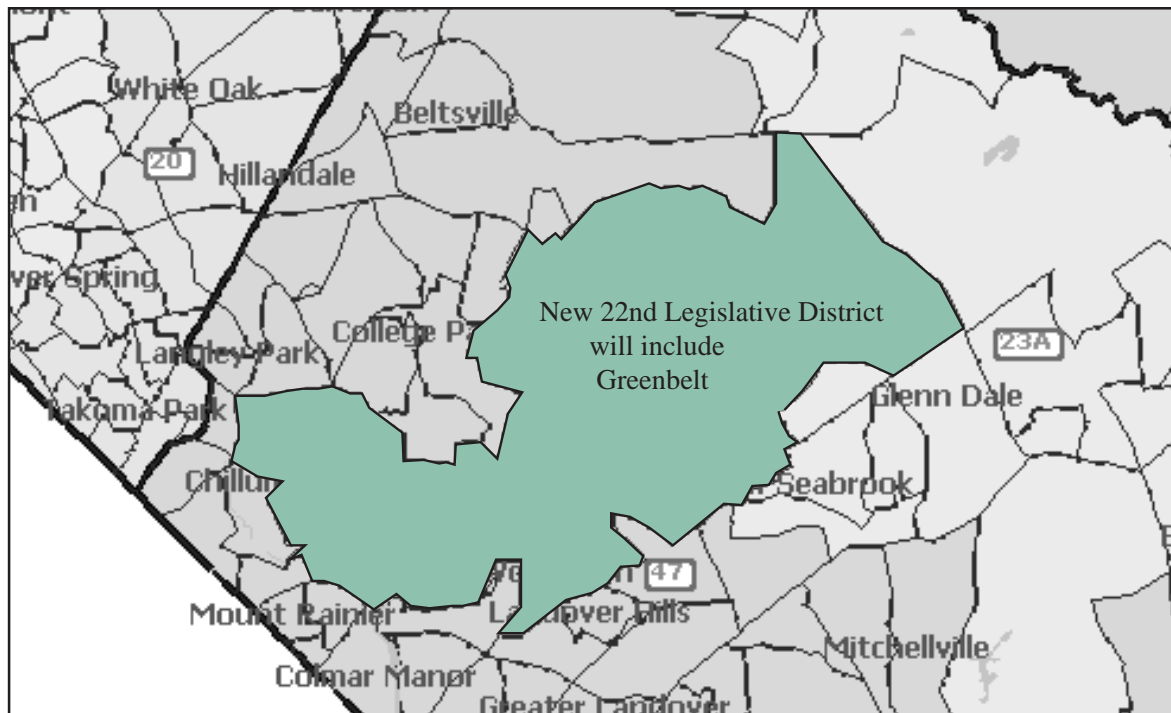 White Oak
Beltsville
20
Hillandale
Spring
New 22nd Legislative District
will include
Greenbelt
College
Langley Park
23A
Takoma Park
Glenn Dale
Seabrook
47
Mount Rainier
Hills
Mitchellville
Colmar Manor
Greater Landover